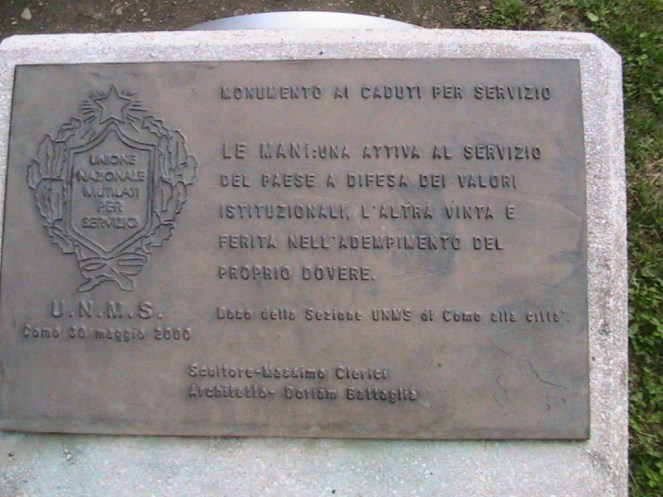 MONUMENTO AI CADUTI PER SERVIZIO
UNIONE
NAZIONALE
MUTILATI
PER
SERVIZIO
U.N.M.S.
Como 30 maggio 2000
LE MANI: UNA ATTIVA AL SERVIZIO
DEL PAESE A DIFESA DEI VALORI
ISTITUZIONALI, L'ALTRA VINTA E
FERITA NELL'ADEMPIMENTO DEL
PROPRIO DOVERE.
Dono della Sezione UNMS di Como alla citta'.
Scultore-Massimo Clerici
Architetto- Doriam Battaglia